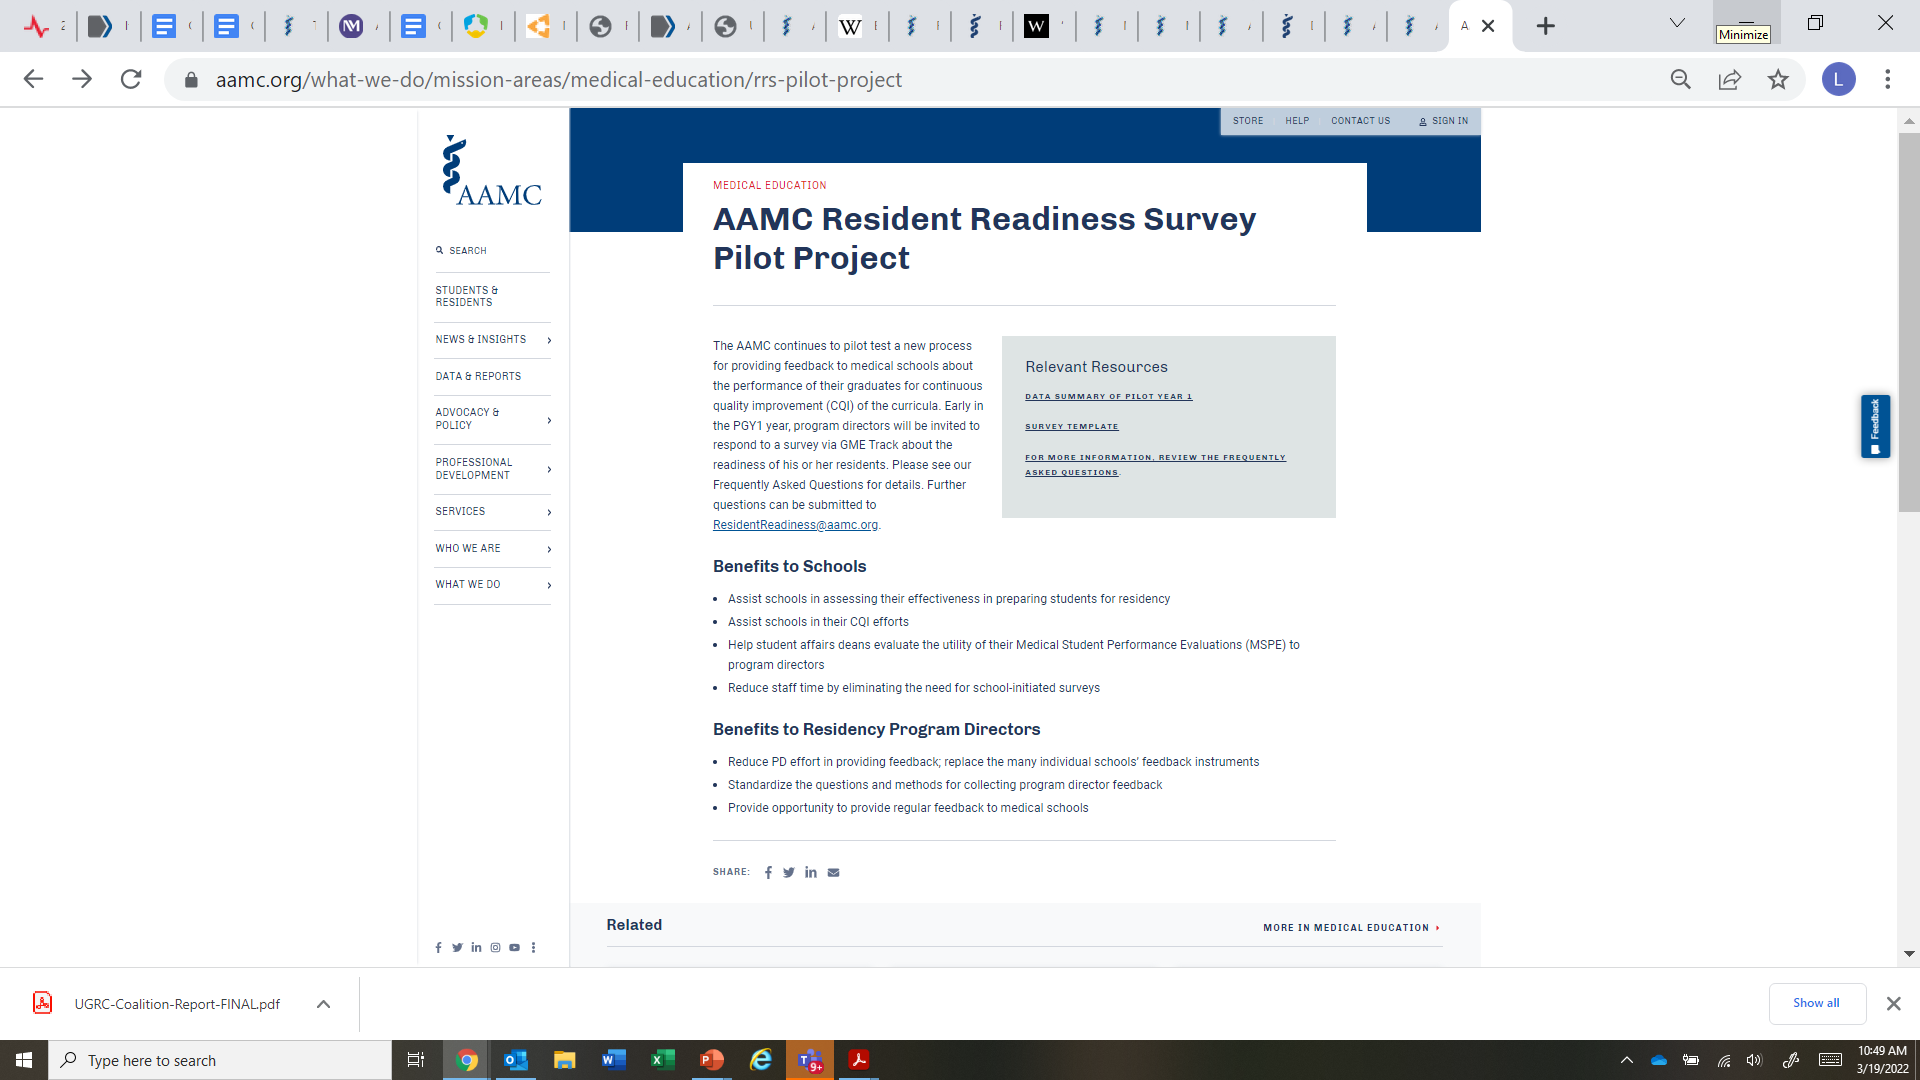 Minimize
aamc.org/what-we-do/mission-areas/medical-education/rrs-pilot-project
L
STORE
HELP
CONTACT US
SIGN IN
AAMC
SEARCH
STUDENTS &
RESIDENTS
NEWS & INSIGHTS
DATA & REPORTS
ADVOCACY &
POLICY
PROFESSIONAL
DEVELOPMENT
SERVICES
WHO WE ARE
WHAT WE DO
MEDICAL EDUCATION
AAMC Resident Readiness Survey
Pilot Project
The AAMC continues to pilot test a new process
for providing feedback to medical schools about
the performance of their graduates for continuous
quality improvement (CQI) of the curricula. Early in
the PGY1 year, program directors will be invited to
respond to a survey via GME Track about the
readiness of his or her residents. Please see our
Frequently Asked Questions for details. Further
questions can be submitted to
ResidentReadiness@aamc.org.
Relevant Resources
DATA SUMMARY OF PILOT YEAR 1
SURVEY TEMPLATE
FOR MORE INFORMATION, REVIEW THE FREQUENTLY
ASKED QUESTIONS.
Feedback
Benefits to Schools
• Assist schools in assessing their effectiveness in preparing students for residency
• Assist schools in their CQI efforts
• Help student affairs deans evaluate the utility of their Medical Student Performance Evaluations (MSPE) to
program directors
• Reduce staff time by eliminating the need for school-initiated surveys
Benefits to Residency Program Directors
• Reduce PD effort in providing feedback; replace the many individual schools’ feedback instruments
• Standardize the questions and methods for collecting program director feedback
• Provide opportunity to provide regular feedback to medical schools
SHARE:
Related
MORE IN MEDICAL EDUCATION
UGRC-Coalition-Report-FINAL.pdf
Show all
Type here to search
9+
10:49 AM
3/19/2022